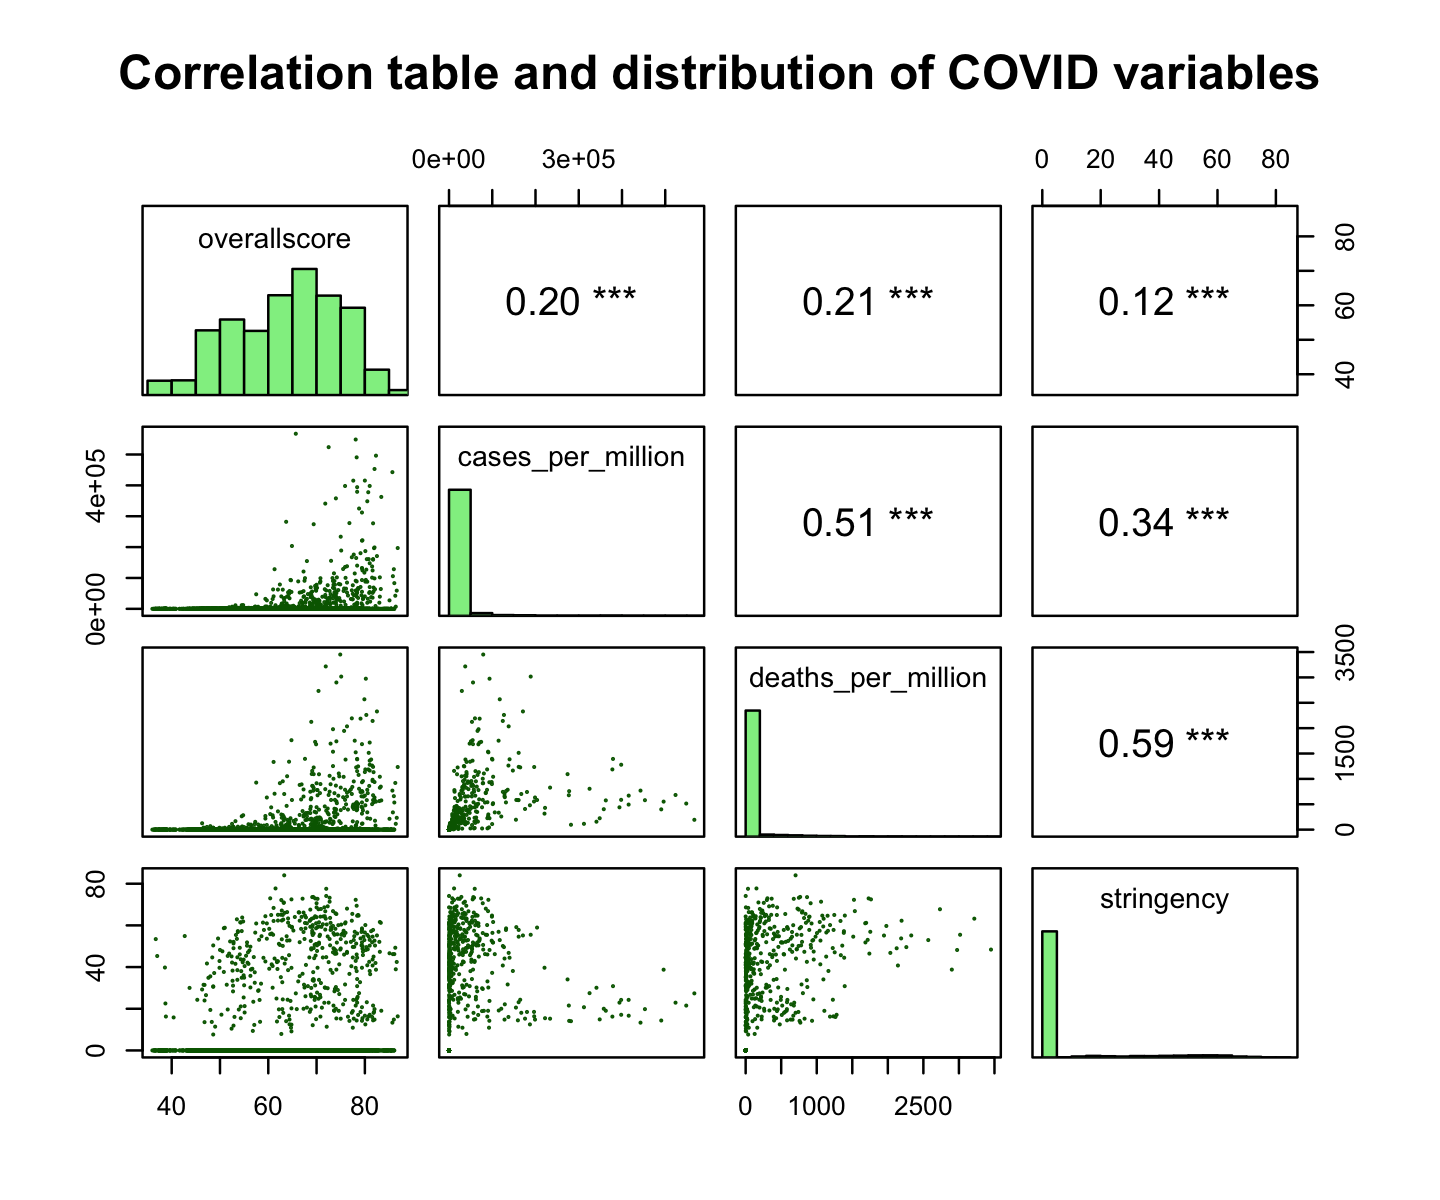 Correlation table and distribution of COVID variables
0e+00 3e+05
0 20 40 60 80
overallscore
0.20 ***
0.21 ***
0.12 ***
40 60 80
cases_per_million
0.51 ***
0.34 ***
0e+00 4e+05
deaths_per_million
0.59 ***
0 1500 3500
stringency
0 40 80
40 60 80
0 1000 2500